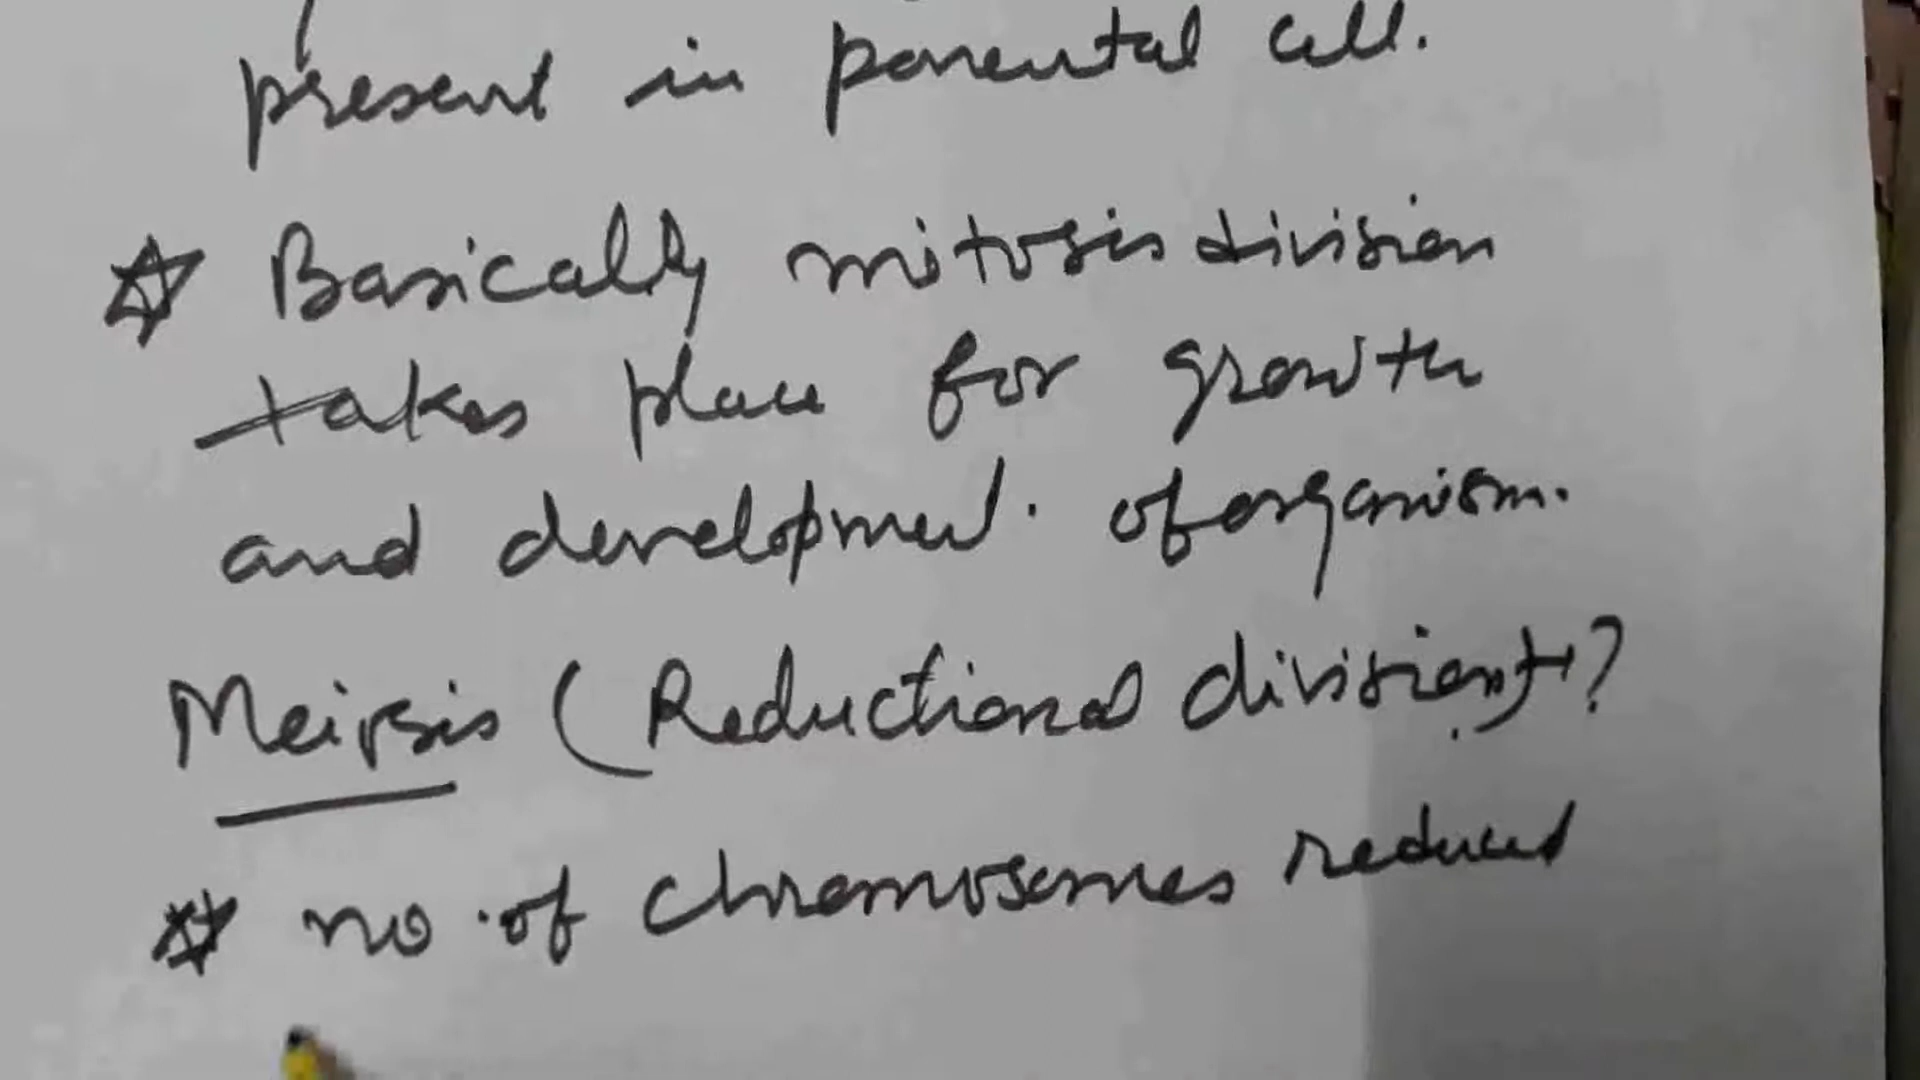 present in parental cell.
☆ Basically mitosis division
takes place for growth
and development. of organism.
Meiosis (Reductional division)?
☆ no. of chromosomes reduced